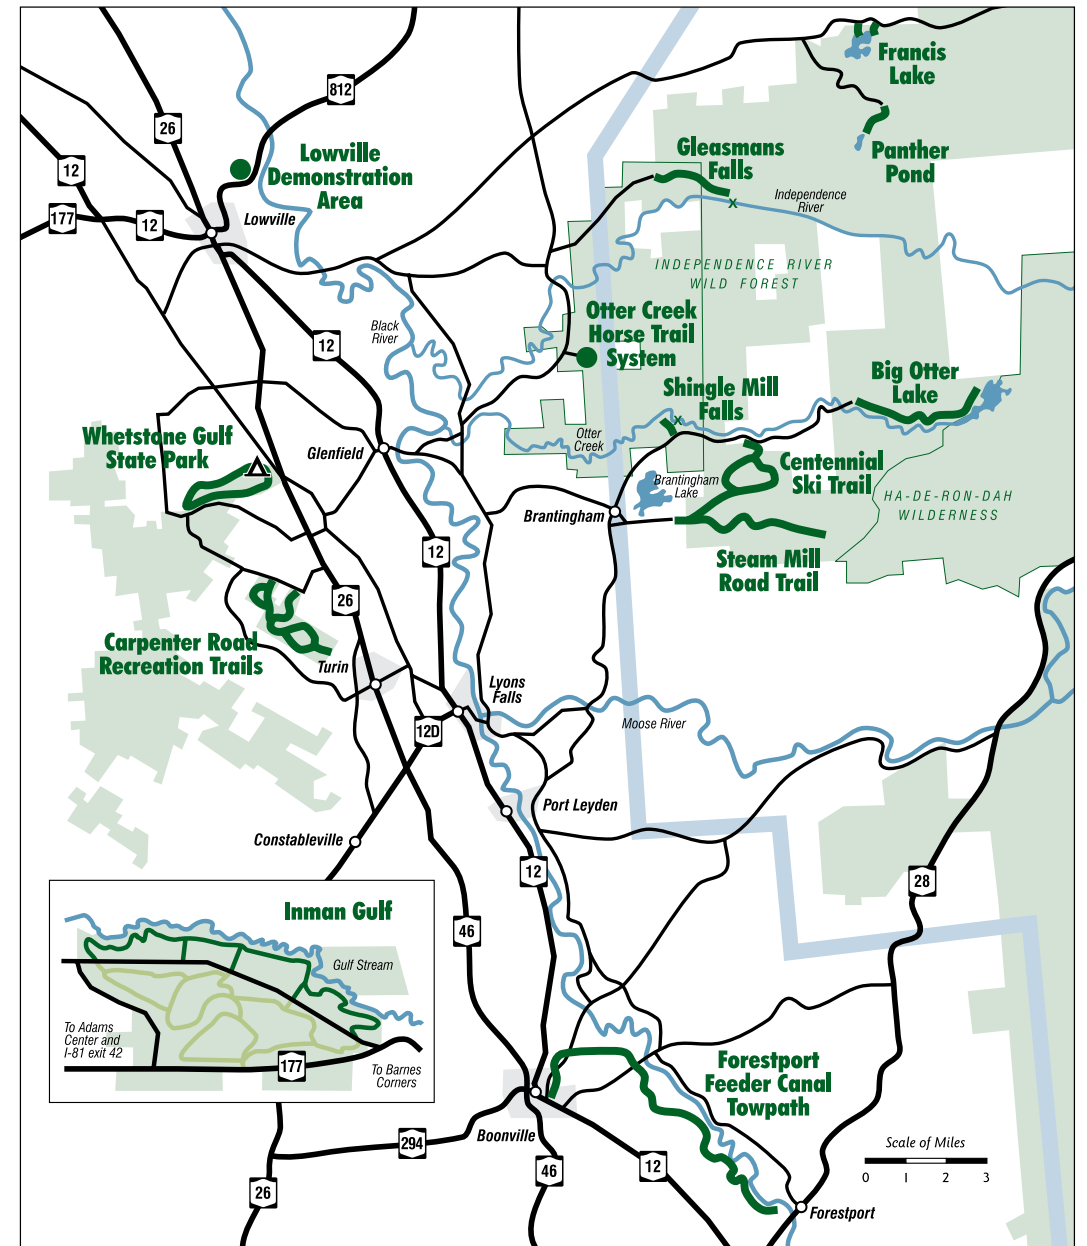 Francis
Lake
812
26
Gleasmans
Falls
Panther
Pond
Lowville
Demonstration
Area
12
177
12
Lowville
Independence
River
INDEPENDENCE RIVER
WILD FOREST
Black
River
Otter Creek
Horse Trail
System
12
Big Otter
Lake
Shingle Mill
Falls
x
x
Whetstone Gulf
State Park
Glenfield
Otter
Creek
Centennial
Ski Trail
Brantingham
Lake
HA-DE-RON-DAH
WILDERNESS
Brantingham
12
Steam Mill
Road Trail
26
Carpenter Road
Recreation Trails
Turin
Lyons
Falls
Moose River
12D
Port Leyden
Constableville
12
28
Inman Gulf
46
Gulf Stream
To Adams
Center and
I-81 exit 42
177
To Barnes
Corners
Forestport
Feeder Canal
Towpath
Boonville
294
46
12
26
Scale of Miles
0 1 2 3
Forestport